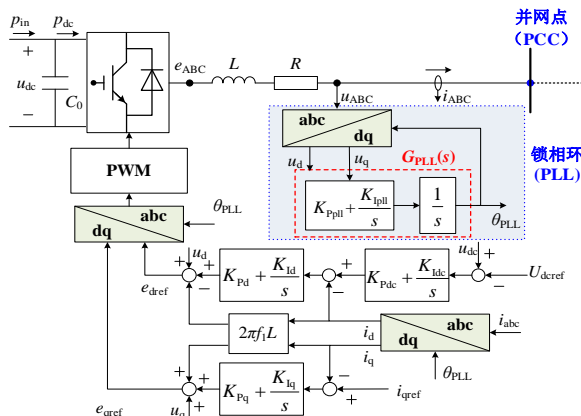 p_in
p_dc
并网点
(PCC)
e_ABC
L
R
+
u_dc
C_0
−
u_ABC
i_ABC
abc
dq
锁相环
(PLL)
u_d
u_q
G_PLL(s)
PWM
K_Ppll + K_Ipll/s
1/s
θ_PLL
abc
dq
θ_PLL
u_d
u_dc
+
−
+
+
K_Pd + K_Id/s
+
−
K_Pdc + K_Idc/s
+
−
U_dcref
e_dref
2πf_1L
i_d
i_q
abc
dq
i_abc
θ_PLL
+
+
+
K_Pq + K_Iq/s
−
+
i_qref
e_qref
u_q